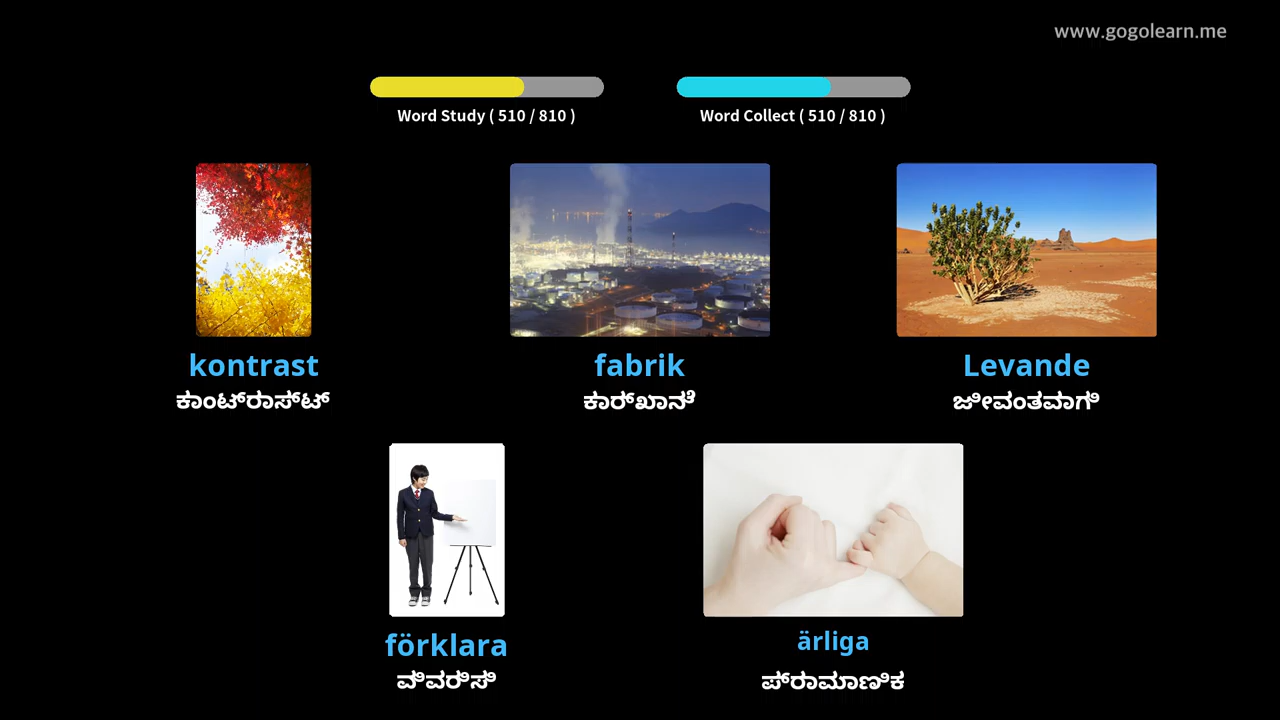 www.gogolearn.me
Word Study ( 510 / 810 )
Word Collect ( 510 / 810 )
kontrast
ಕಾಂಟ್ರಾಸ್ಟ್
fabrik
ಕಾರ್ಖಾನೆ
Levande
ಜೀವಂತವಾಗಿ
förklara
ವಿವರಿಸಿ
ärliga
ಪ್ರಾಮಾಣಿಕ